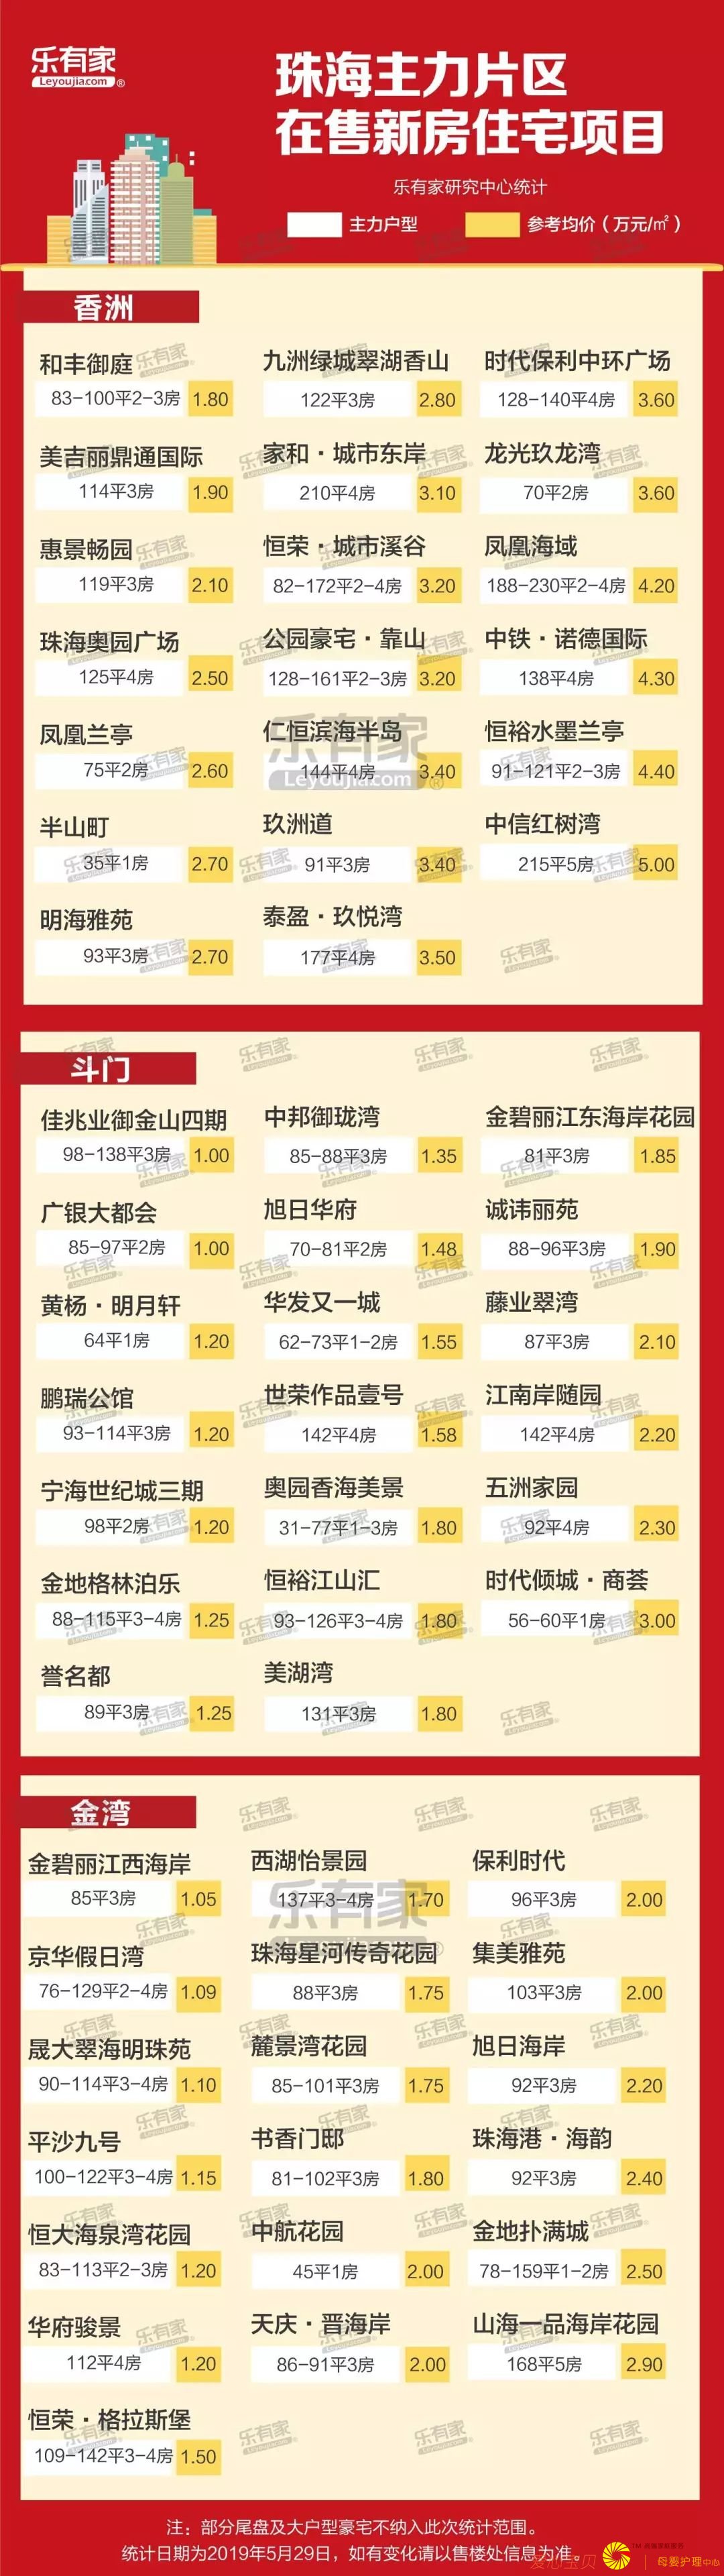 乐有家
Leyoujia.com®
珠海主力片区
在售新房住宅项目
乐有家研究中心统计
主力户型 参考均价（万元/㎡）
香洲
和丰御庭 九洲绿城翠湖香山 时代保利中环广场
83-100平2-3房 1.80 122平3房 2.80 128-140平4房 3.60
美吉丽鼎通国际 家和·城市东岸 龙光玖龙湾
114平3房 1.90 210平4房 3.10 70平2房 3.60
惠景畅园 恒荣·城市溪谷 凤凰海域
119平3房 2.10 82-172平2-4房 3.20 188-230平2-4房 4.20
珠海奥园广场 公园豪宅·靠山 中铁·诺德国际
125平4房 2.50 128-161平2-3房 3.20 138平4房 4.30
凤凰兰亭 仁恒滨海半岛 恒裕水墨兰亭
75平2房 2.60 144平4房 3.40 91-121平2-3房 4.40
半山町 玖洲道 中信红树湾
35平1房 2.70 91平3房 3.40 215平5房 5.00
明海雅苑 泰盈·玖悦湾
93平3房 2.70 177平4房 3.50
斗门
佳兆业御金山四期 中邦御珑湾 金碧丽江东海岸花园
98-138平3房 1.00 85-88平3房 1.35 81平3房 1.85
广银大都会 旭日华府 诚讳丽苑
85-97平2房 1.00 70-81平2房 1.48 88-96平3房 1.90
黄杨·明月轩 华发又一城 藤业翠湾
64平1房 1.20 62-73平1-2房 1.55 87平3房 2.10
鹏瑞公馆 世荣作品壹号 江南岸随园
93-114平3房 1.20 142平4房 1.58 142平4房 2.20
宁海世纪城三期 奥园香海美景 五洲家园
98平2房 1.20 31-77平1-3房 1.80 92平4房 2.30
金地格林泊乐 恒裕江山汇 时代倾城·商荟
88-115平3-4房 1.25 93-126平3-4房 1.80 56-60平1房 3.00
誉名都 美湖湾
89平3房 1.25 131平3房 1.80
金湾
金碧丽江西海岸 西湖怡景园 保利时代
85平3房 1.05 137平3-4房 1.70 96平3房 2.00
京华假日湾 珠海星河传奇花园 集美雅苑
76-129平2-4房 1.09 88平3房 1.75 103平3房 2.00
晟大翠海明珠苑 麓景湾花园 旭日海岸
90-114平3-4房 1.10 85-101平3房 1.75 92平3房 2.20
平沙九号 书香门邸 珠海港·海韵
100-122平3-4房 1.15 81-102平3房 1.80 92平3房 2.40
恒大海泉湾花园 中航花园 金地扑满城
83-113平2-3房 1.20 45平1房 2.00 78-159平1-2房 2.50
华府骏景 天庆·晋海岸 山海一品海岸花园
112平4房 1.20 86-91平3房 2.00 168平5房 2.90
恒荣·格拉斯堡
109-142平3-4房 1.50
注：部分尾盘及大户型豪宅不纳入此次统计范围。
统计日期为2019年5月29日，如有变化请以售楼处信息为准。
爱心宝贝 母婴护理中心